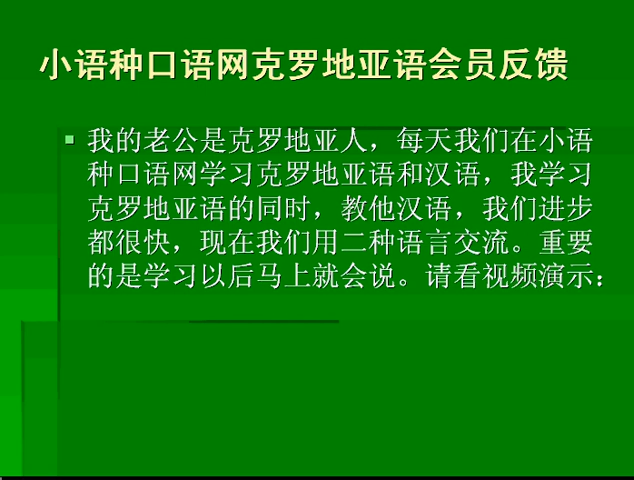 小语种口语网克罗地亚语会员反馈
我的老公是克罗地亚人，每天我们在小语
种口语网学习克罗地亚语和汉语，我学习
克罗地亚语的同时，教他汉语，我们进步
都很快，现在我们用二种语言交流。重要
的是学习以后马上就会说。请看视频演示：